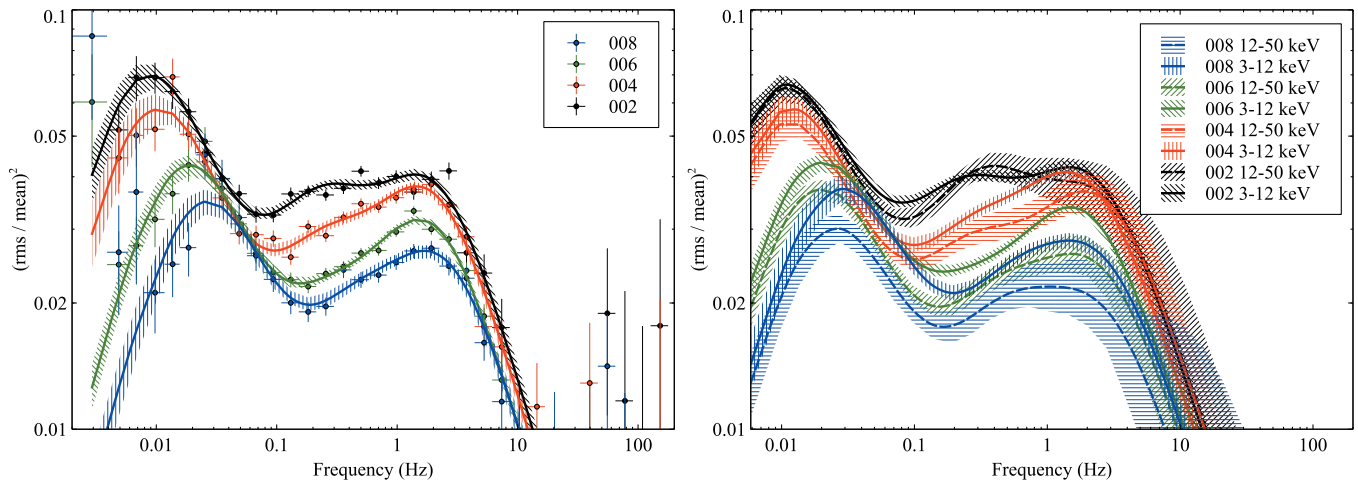 0.1
0.05
0.02
0.01
(rms / mean)²
0.01
0.1
1
10
100
Frequency (Hz)
008
006
004
002
0.1
0.05
0.02
0.01
(rms / mean)²
0.01
0.1
1
10
100
Frequency (Hz)
008 12-50 keV
008 3-12 keV
006 12-50 keV
006 3-12 keV
004 12-50 keV
004 3-12 keV
002 12-50 keV
002 3-12 keV